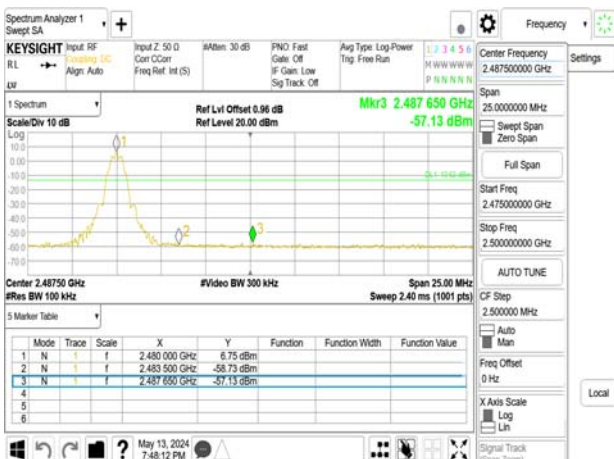 Spectrum Analyzer 1
Swept SA
+
Frequency
KEYSIGHT
RL
Input: RF
Coupling: DC
Align: Auto
Input Z: 50 Ω
Corr CCorr
Freq Ref: Int (S)
#Atten: 30 dB
PNO: Fast
Gate: Off
IF Gain: Low
Sig Track: Off
Avg Type: Log-Power
Trig: Free Run
1 2 3 4 5 6
M W W W W W
P N N N N N
1 Spectrum
Scale/Div 10 dB
Ref Lvl Offset 0.96 dB
Ref Level 20.00 dBm
Mkr3 2.487 650 GHz
-57.13 dBm
Log
10.0
0.00
-10.0
-20.0
-30.0
-40.0
-50.0
-60.0
-70.0
1
2
3
Center 2.48750 GHz
#Res BW 100 kHz
#Video BW 300 kHz
Span 25.00 MHz
Sweep 2.40 ms (1001 pts)
5 Marker Table
Mode Trace Scale X Y Function Function Width Function Value
1 N 1 f 2.480 000 GHz 6.75 dBm
2 N 1 f 2.483 500 GHz -58.73 dBm
3 N 1 f 2.487 650 GHz -57.13 dBm
4
5
6
?
May 13, 2024
7:48:12 PM
Center Frequency
2.487500000 GHz
Settings
Span
25.0000000 MHz
Swept Span
Zero Span
Full Span
Start Freq
2.475000000 GHz
Stop Freq
2.500000000 GHz
AUTO TUNE
CF Step
2.500000 MHz
Auto
Man
Freq Offset
0 Hz
Local
X Axis Scale
Log
Lin
Signal Track